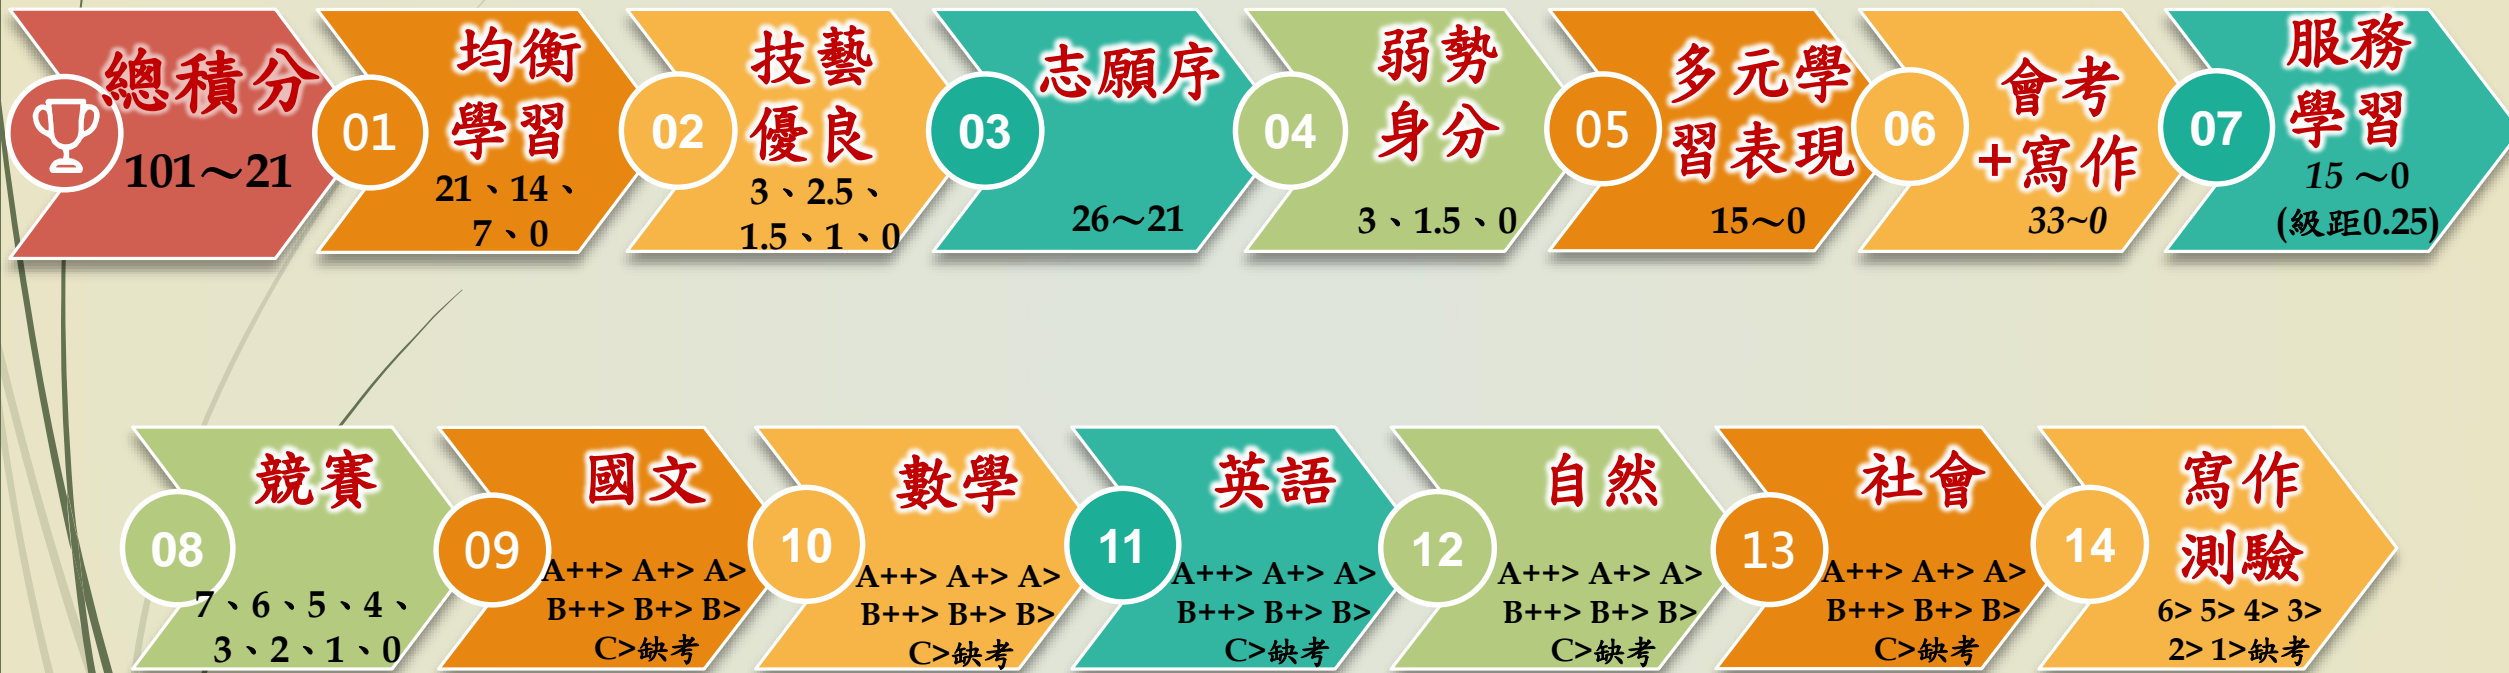 總積分
101～21
01
均衡
學習
21、14、
7、0
02
技藝
優良
3、2.5、
1.5、1、0
03
志願序
26～21
04
弱勢
身分
3、1.5、0
05
多元學
習表現
15～0
06
會考
+寫作
33~0
07
服務
學習
15～0
(級距0.25)
08
競賽
7、6、5、4、
3、2、1、0
09
國文
A++> A+> A>
B++> B+> B>
C>缺考
10
數學
A++> A+> A>
B++> B+> B>
C>缺考
11
英語
A++> A+> A>
B++> B+> B>
C>缺考
12
自然
A++> A+> A>
B++> B+> B>
C>缺考
13
社會
A++> A+> A>
B++> B+> B>
C>缺考
14
寫作
測驗
6> 5> 4> 3>
2> 1>缺考